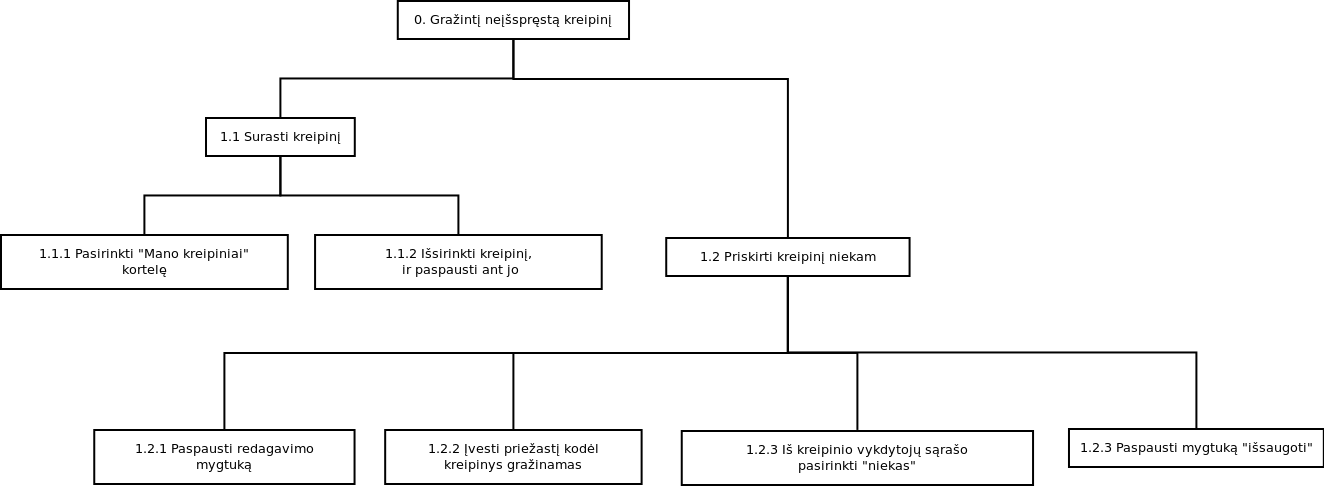 0. Gražintį neįšspręstą kreipinį
1.1 Surasti kreipinį
1.1.1 Pasirinkti "Mano kreipiniai"
kortelę
1.1.2 Išsirinkti kreipinį,
ir paspausti ant jo
1.2 Priskirti kreipinį niekam
1.2.1 Paspausti redagavimo
mygtuką
1.2.2 Įvesti priežastį kodėl
kreipinys gražinamas
1.2.3 Iš kreipinio vykdytojų sąrašo
pasirinkti "niekas"
1.2.3 Paspausti mygtuką "išsaugoti"